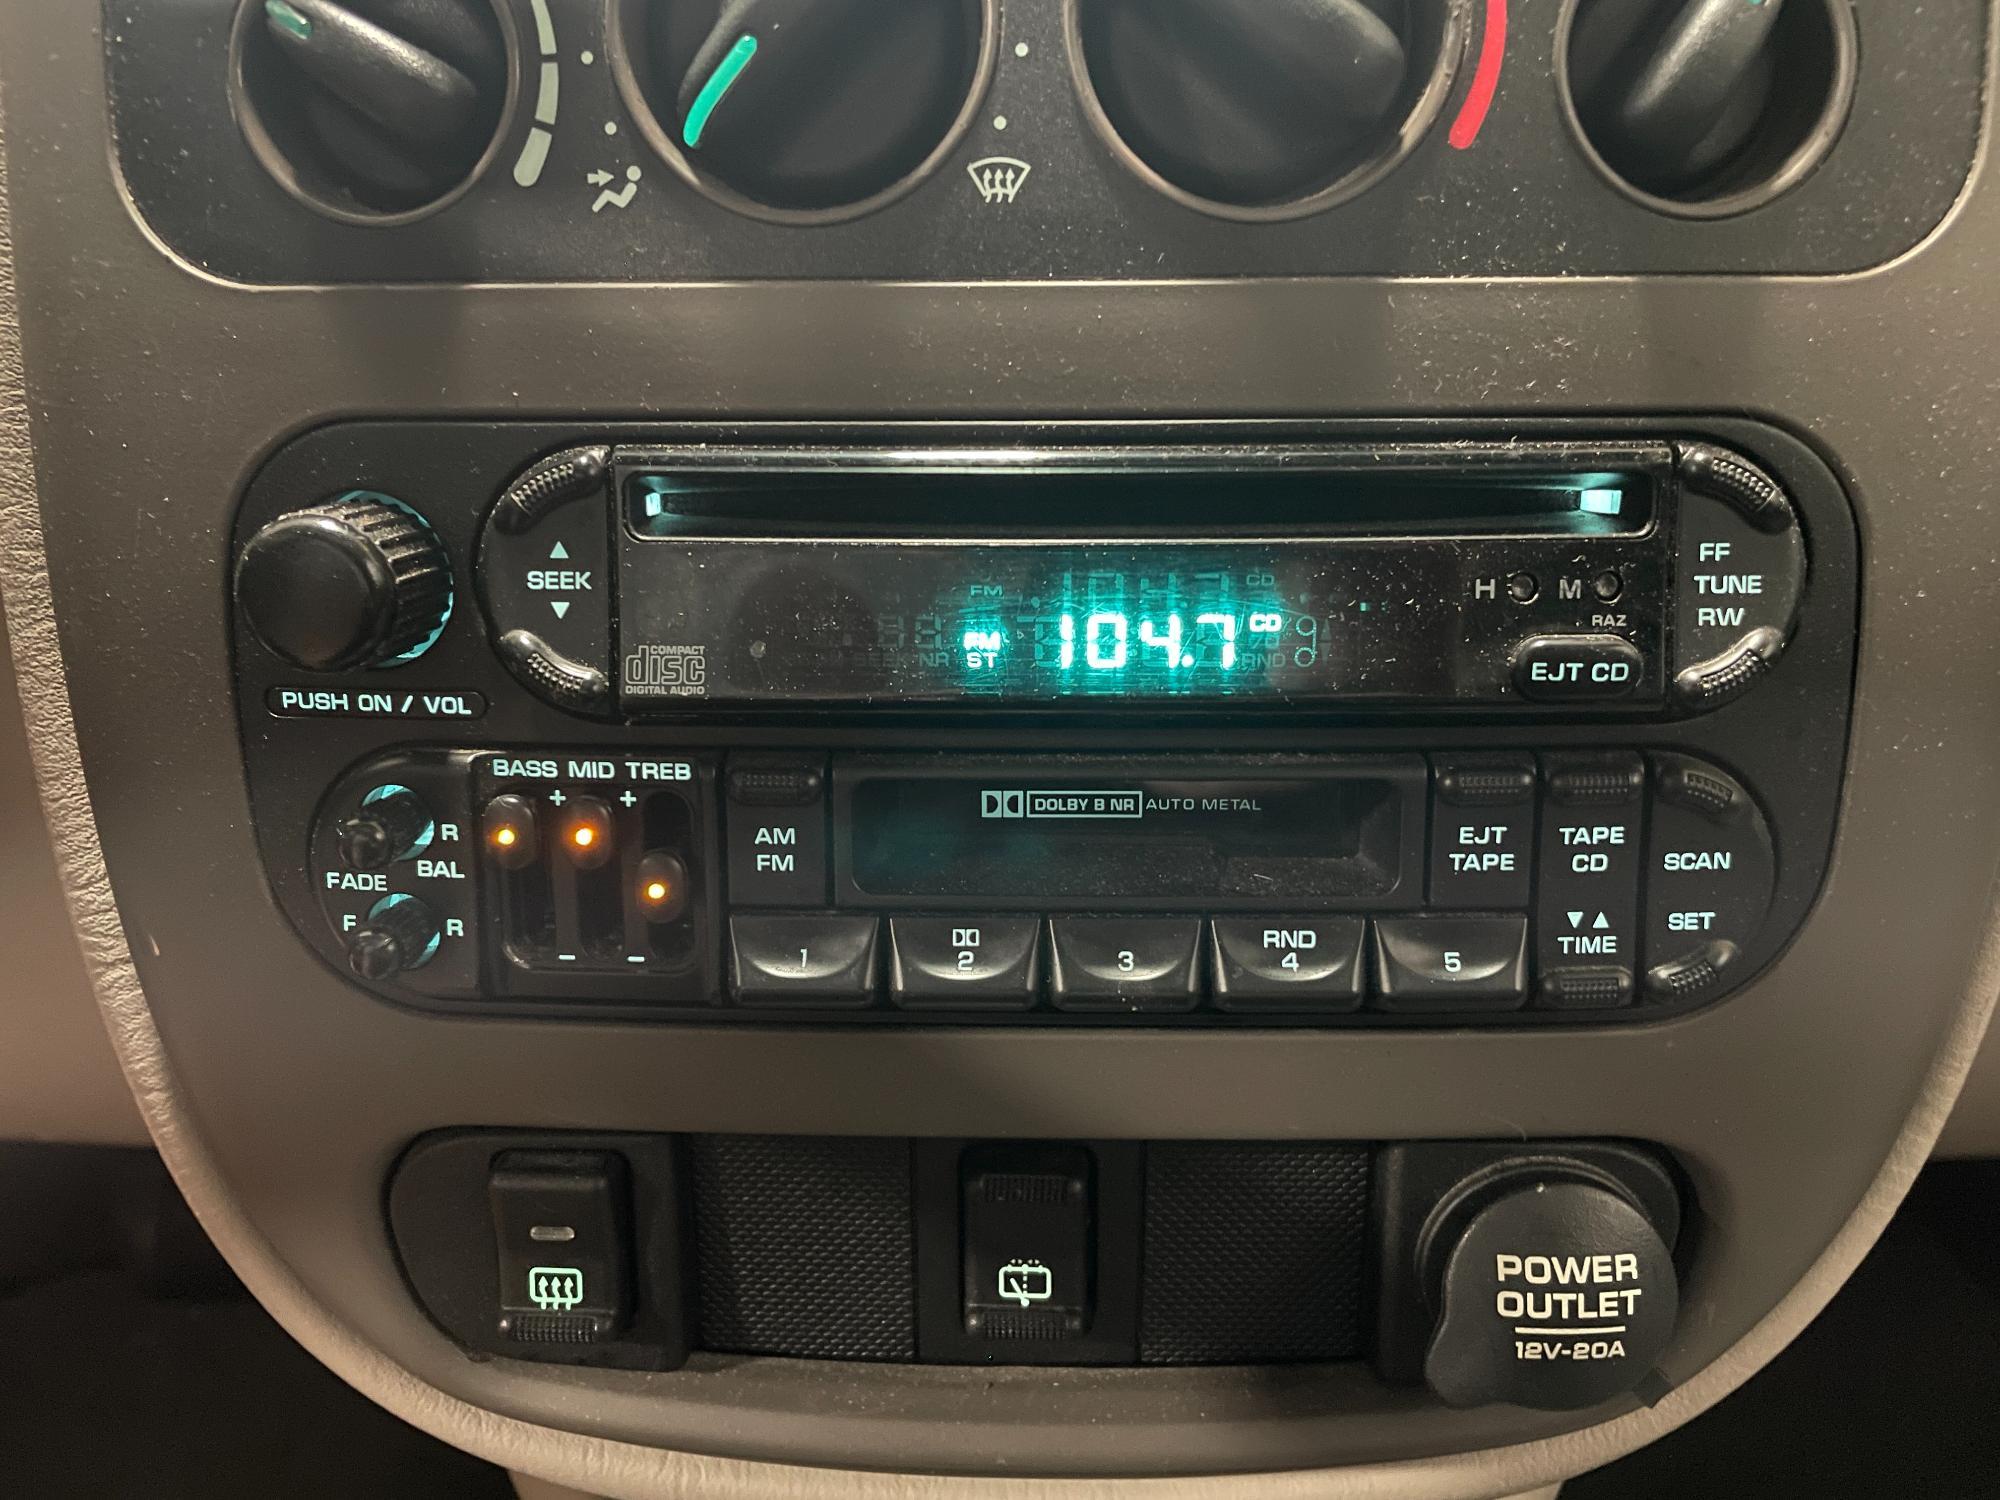 FM 104.7 CD
ST
SEEK
COMPACT
disc
DIGITAL AUDIO
PUSH ON / VOL
H M
RAZ
EJT CD
FF
TUNE
RW
BASS MID TREB
+ +
- -
R
BAL
FADE
F R
AM
FM
DOLBY B NR AUTO METAL
EJT
TAPE
TAPE
CD
SCAN
1
2
3
RND
4
5
TIME
SET
POWER
OUTLET
12V-20A